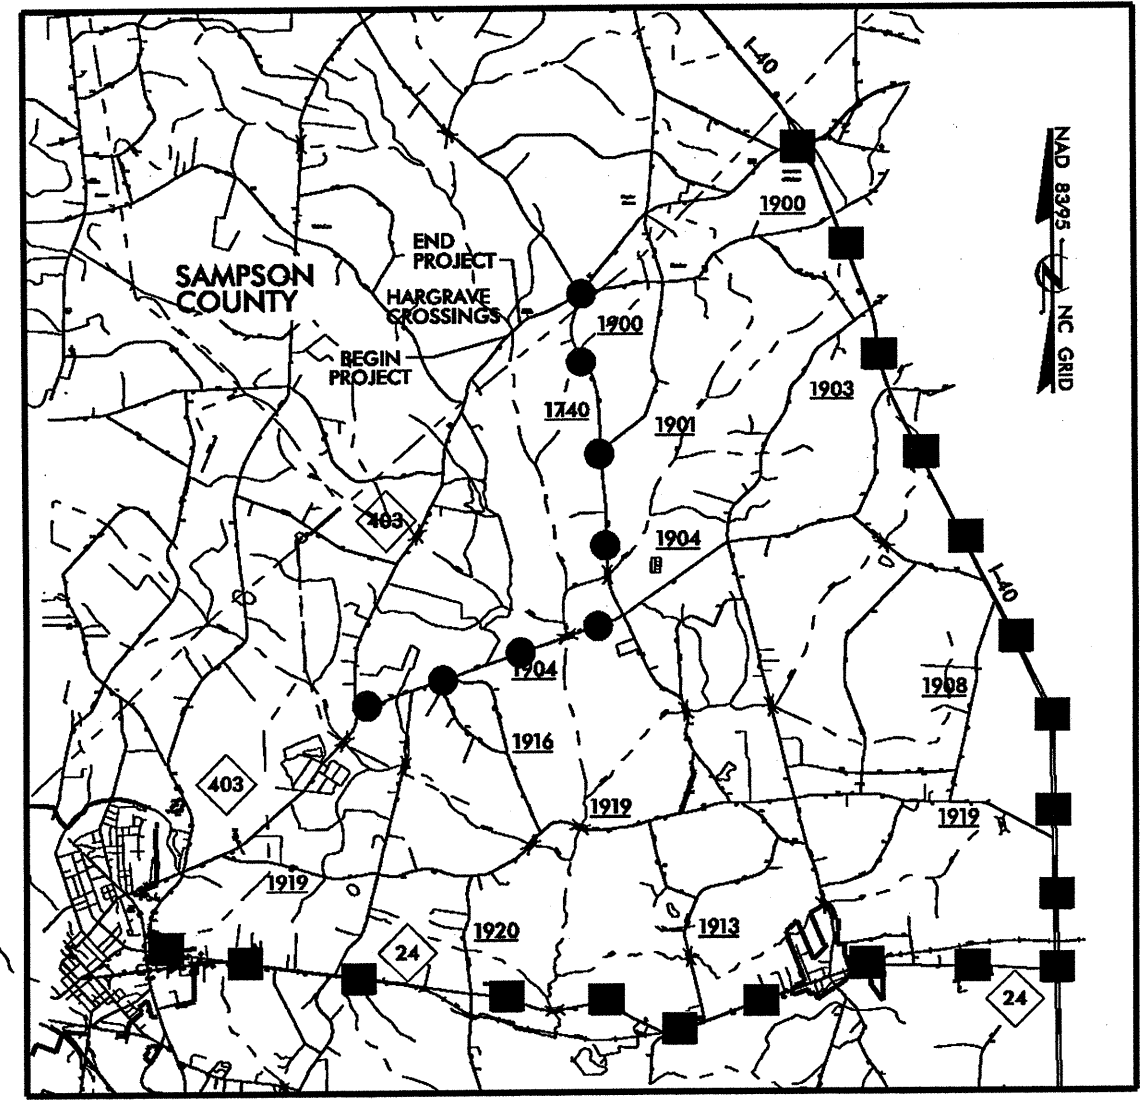 I-40
NAD 83/95
NC GRID
1900
END
PROJECT
SAMPSON
COUNTY
HARGRAVE
CROSSINGS
1900
BEGIN
PROJECT
1903
1740
1901
403
1904
I-40
1904
1908
1916
403
1919
1919
1919
1920
1913
24
24